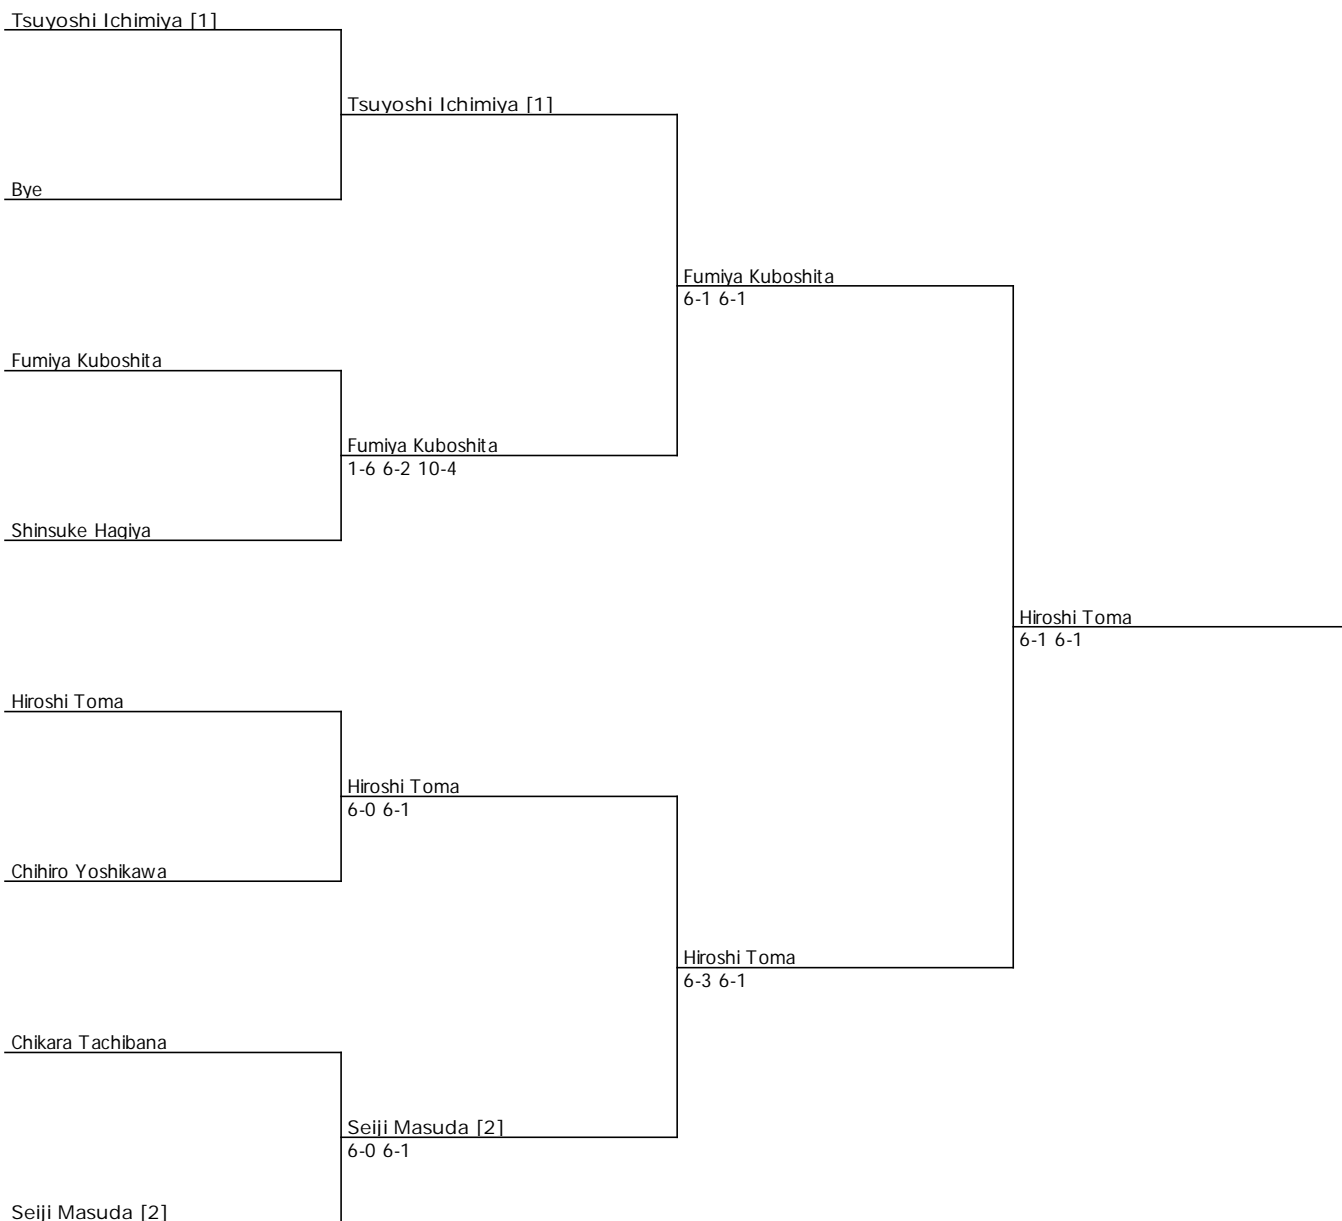 Tsuyoshi Ichimiya [1]
Tsuyoshi Ichimiya [1]
Bye
Fumiya Kuboshita
6-1 6-1
Fumiya Kuboshita
Fumiya Kuboshita
1-6 6-2 10-4
Shinsuke Hagiya
Hiroshi Toma
6-1 6-1
Hiroshi Toma
Hiroshi Toma
6-0 6-1
Chihiro Yoshikawa
Hiroshi Toma
6-3 6-1
Chikara Tachibana
Seiji Masuda [2]
6-0 6-1
Seiji Masuda [2]